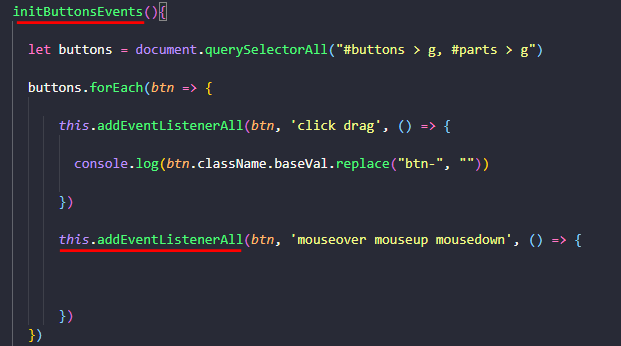 initButtonsEvents(){
let buttons = document.querySelectorAll("#buttons > g, #parts > g")
buttons.forEach(btn => {
this.addEventListenerAll(btn, 'click drag', () => {
console.log(btn.className.baseVal.replace("btn-", ""))
})
this.addEventListenerAll(btn, 'mouseover mouseup mousedown', () => {
})
})